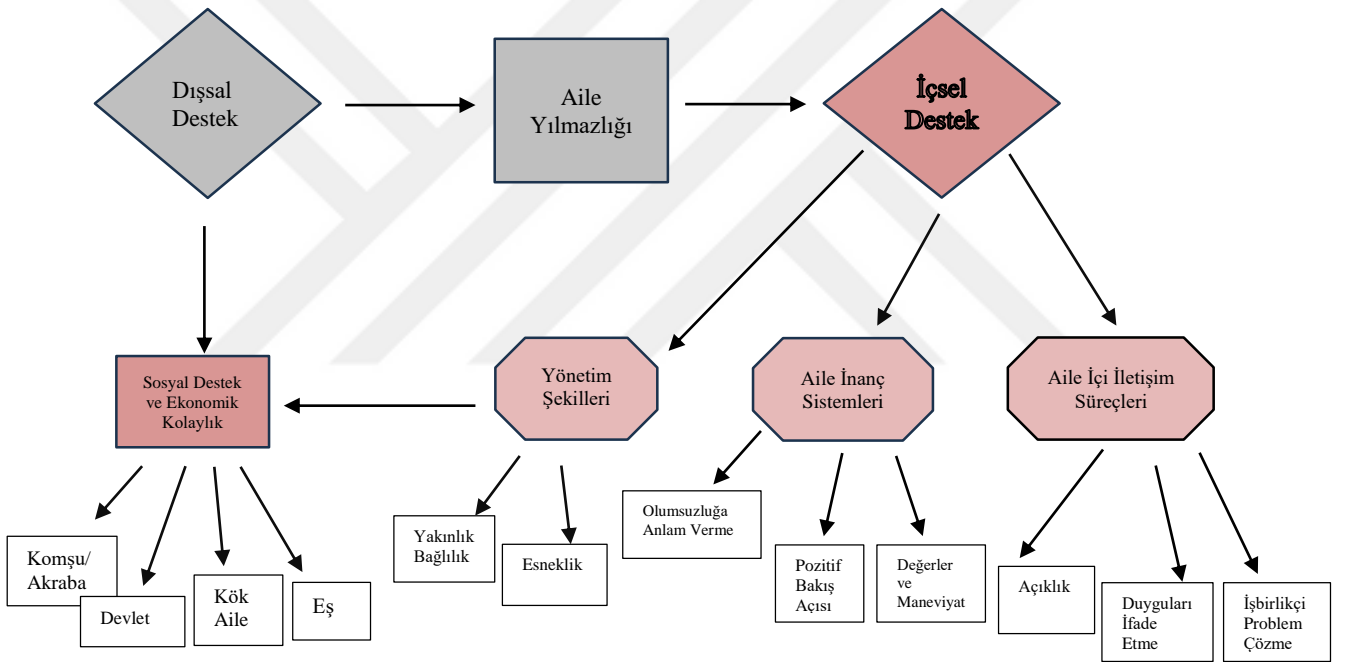 Dışsal
Destek
Aile
Yılmazlığı
İçsel
Destek
Sosyal Destek
ve Ekonomik
Kolaylık
Yönetim
Şekilleri
Aile İnanç
Sistemleri
Aile İçi İletişim
Süreçleri
Komşu/
Akraba
Devlet
Kök
Aile
Eş
Yakınlık
Bağlılık
Esneklik
Olumsuzluğa
Anlam Verme
Pozitif
Bakış
Açısı
Değerler
ve
Maneviyat
Açıklık
Duyguları
İfade
Etme
İşbirlikçi
Problem
Çözme